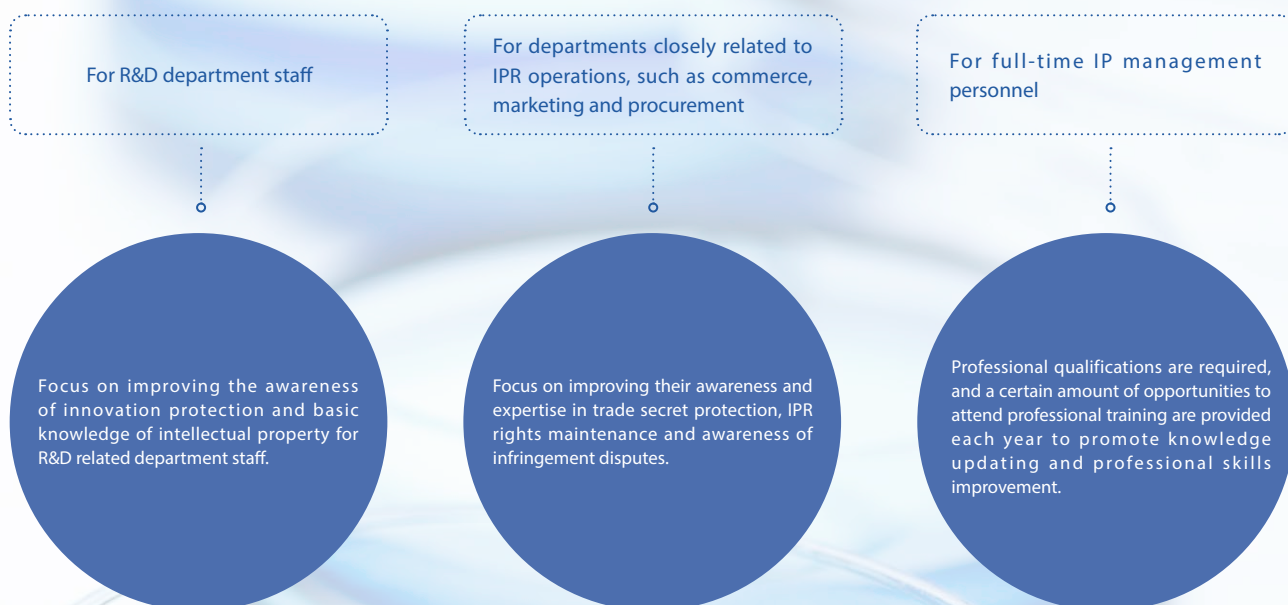 For R&D department staff
For departments closely related to
IPR operations, such as commerce,
marketing and procurement
For full-time IP management
personnel
Focus on improving the awareness
of innovation protection and basic
knowledge of intellectual property for
R&D related department staff.
Focus on improving their awareness and
expertise in trade secret protection, IPR
rights maintenance and awareness of
infringement disputes.
Professional qualifications are required,
and a certain amount of opportunities to
attend professional training are provided
each year to promote knowledge
updating and professional skills
improvement.